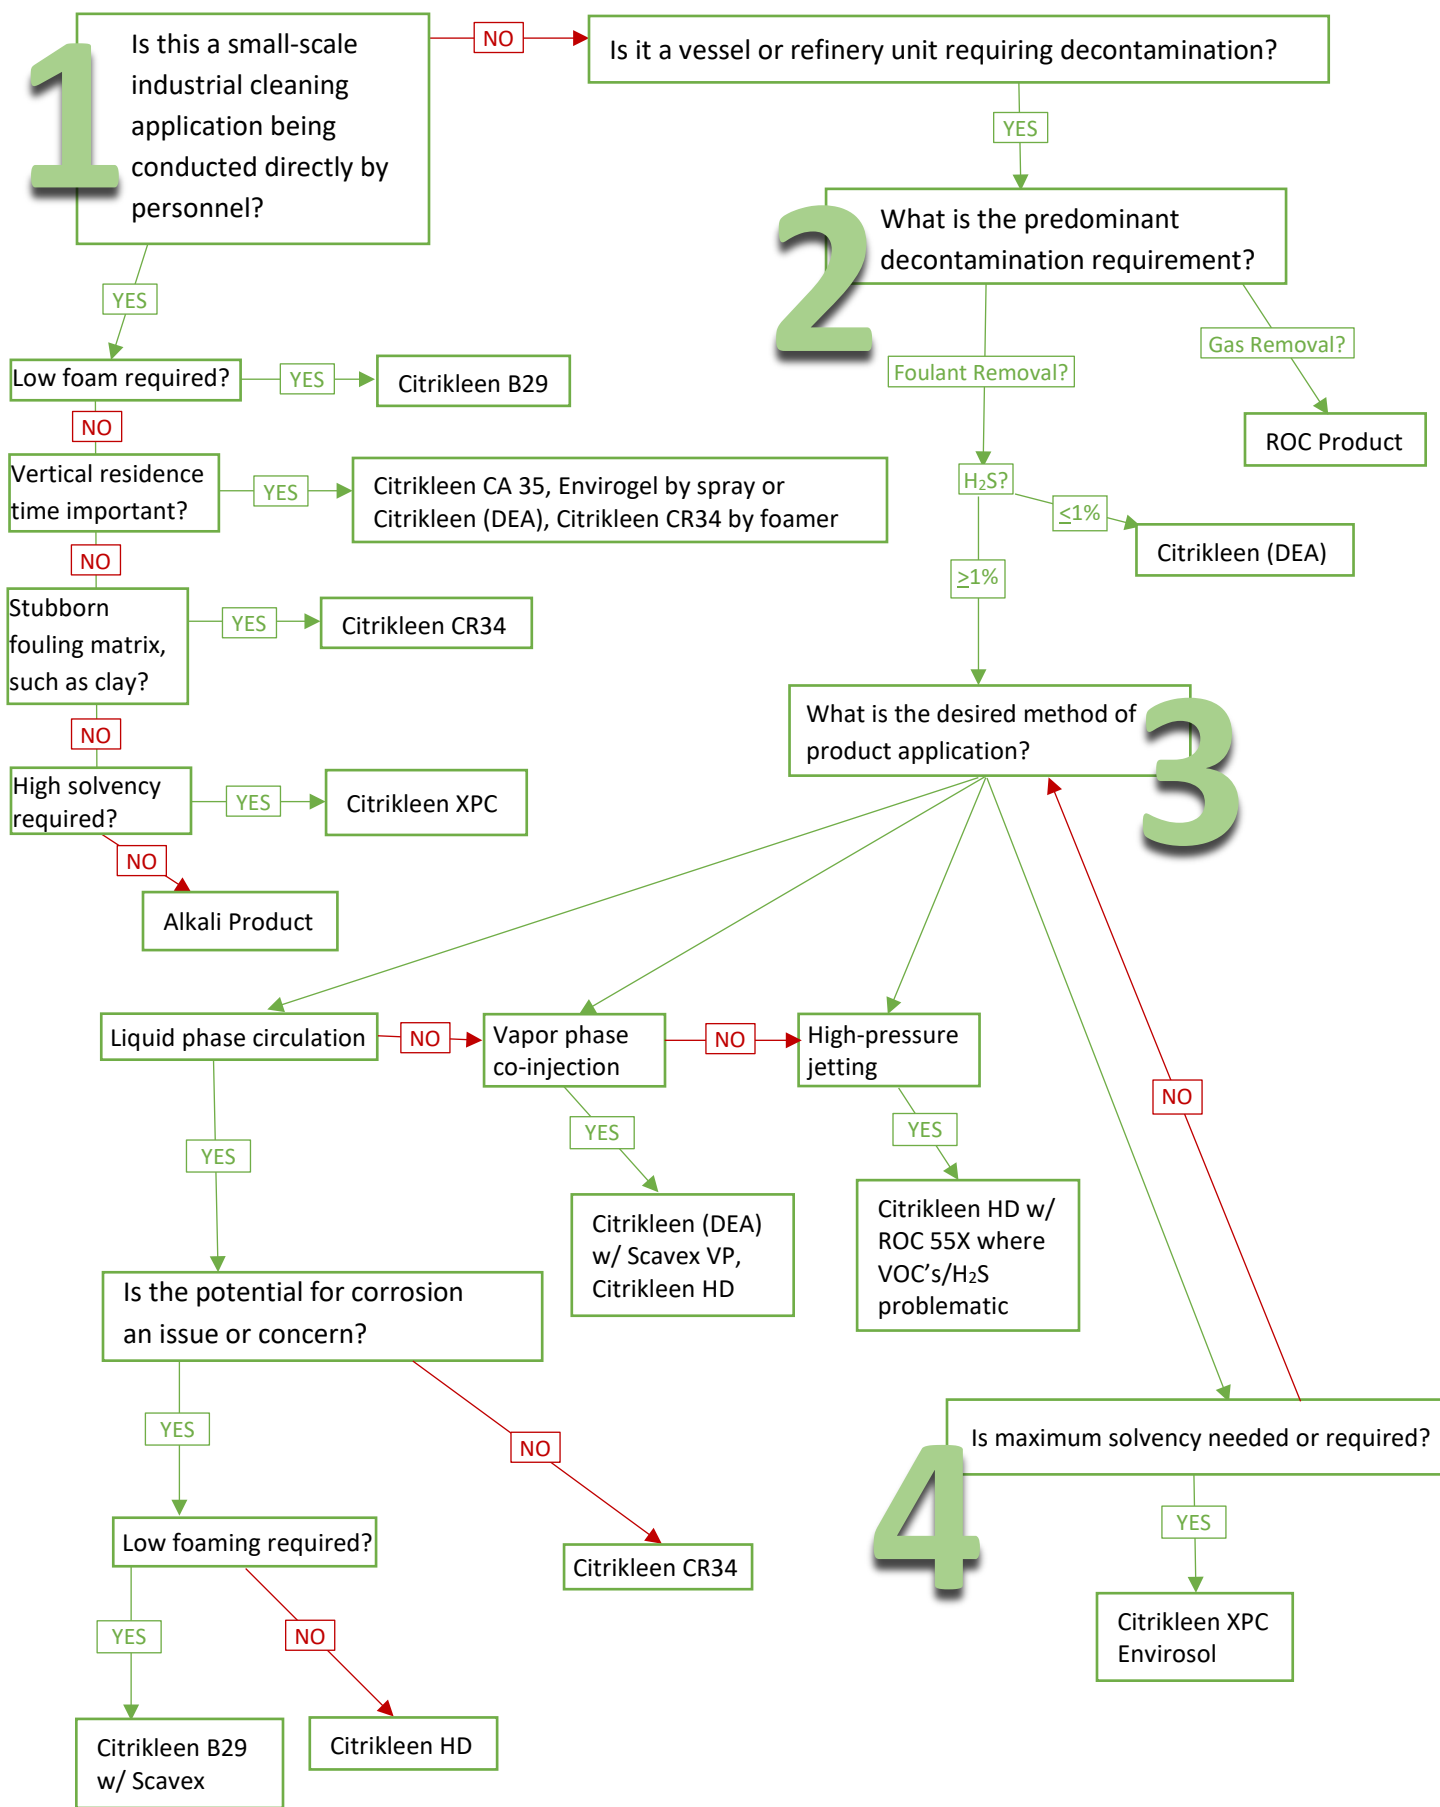 1
Is this a small-scale
industrial cleaning
application being
conducted directly by
personnel?
NO
Is it a vessel or refinery unit requiring decontamination?
YES
2
What is the predominant
decontamination requirement?
YES
Gas Removal?
Foulant Removal?
Low foam required?
YES
Citrikleen B29
ROC Product
NO
Vertical residence
time important?
YES
Citrikleen CA 35, Envirogel by spray or
Citrikleen (DEA), Citrikleen CR34 by foamer
H₂S?
≤1%
Citrikleen (DEA)
NO
≥1%
Stubborn
fouling matrix,
such as clay?
YES
Citrikleen CR34
NO
3
What is the desired method of
product application?
High solvency
required?
YES
Citrikleen XPC
NO
Alkali Product
Liquid phase circulation
NO
Vapor phase
co-injection
NO
High-pressure
jetting
NO
YES
YES
YES
Citrikleen (DEA)
w/ Scavex VP,
Citrikleen HD
Citrikleen HD w/
ROC 55X where
VOC’s/H₂S
problematic
Is the potential for corrosion
an issue or concern?
YES
NO
4
Is maximum solvency needed or required?
YES
Low foaming required?
Citrikleen CR34
Citrikleen XPC
Envirosol
YES
NO
Citrikleen B29
w/ Scavex
Citrikleen HD